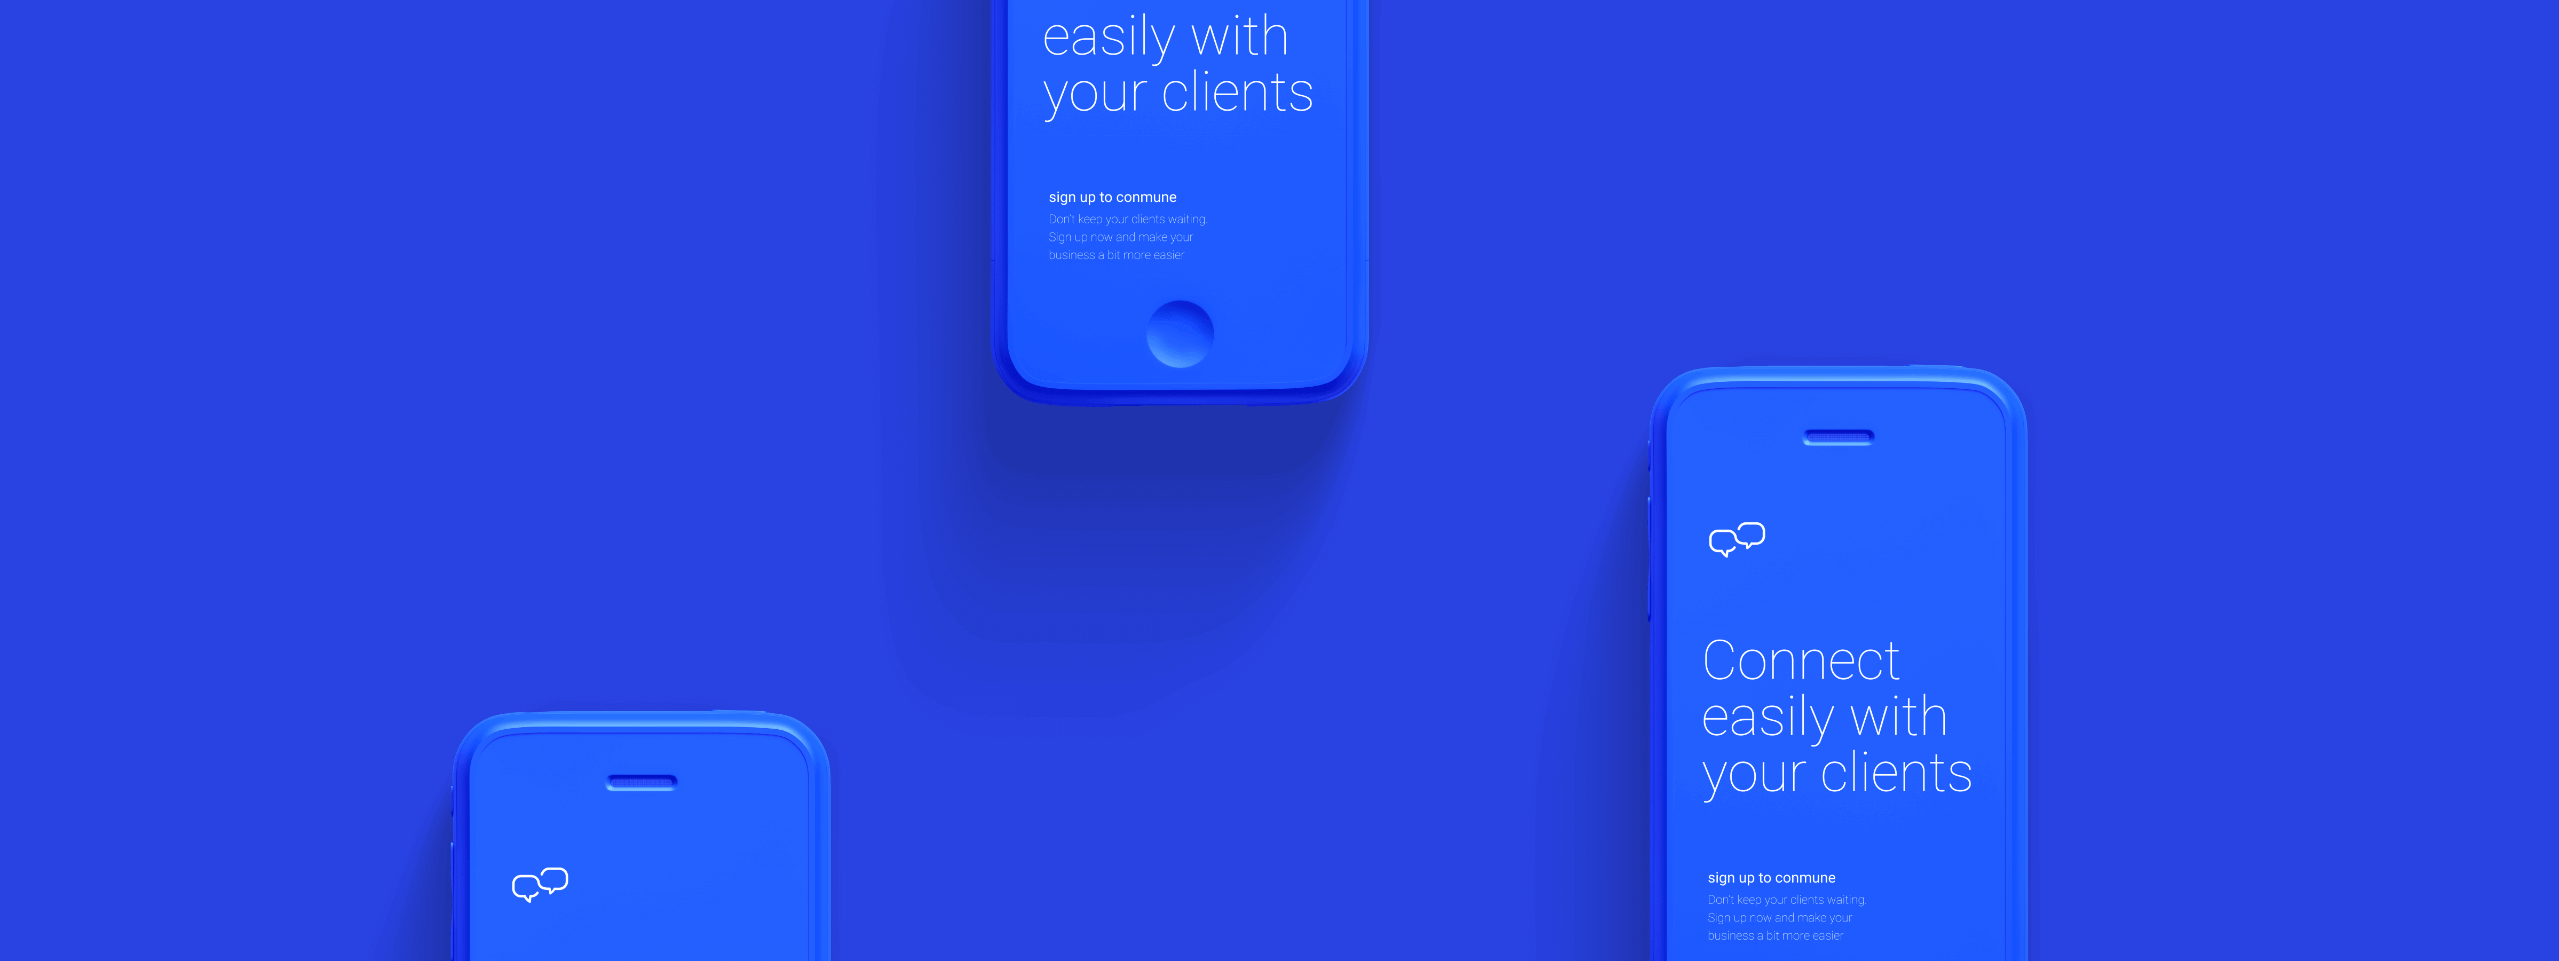 easily with
your clients
sign up to conmune
Don't keep your clients waiting.
Sign up now and make your
business a bit more easier
Connect
easily with
your clients
sign up to conmune
Don't keep your clients waiting.
Sign up now and make your
business a bit more easier